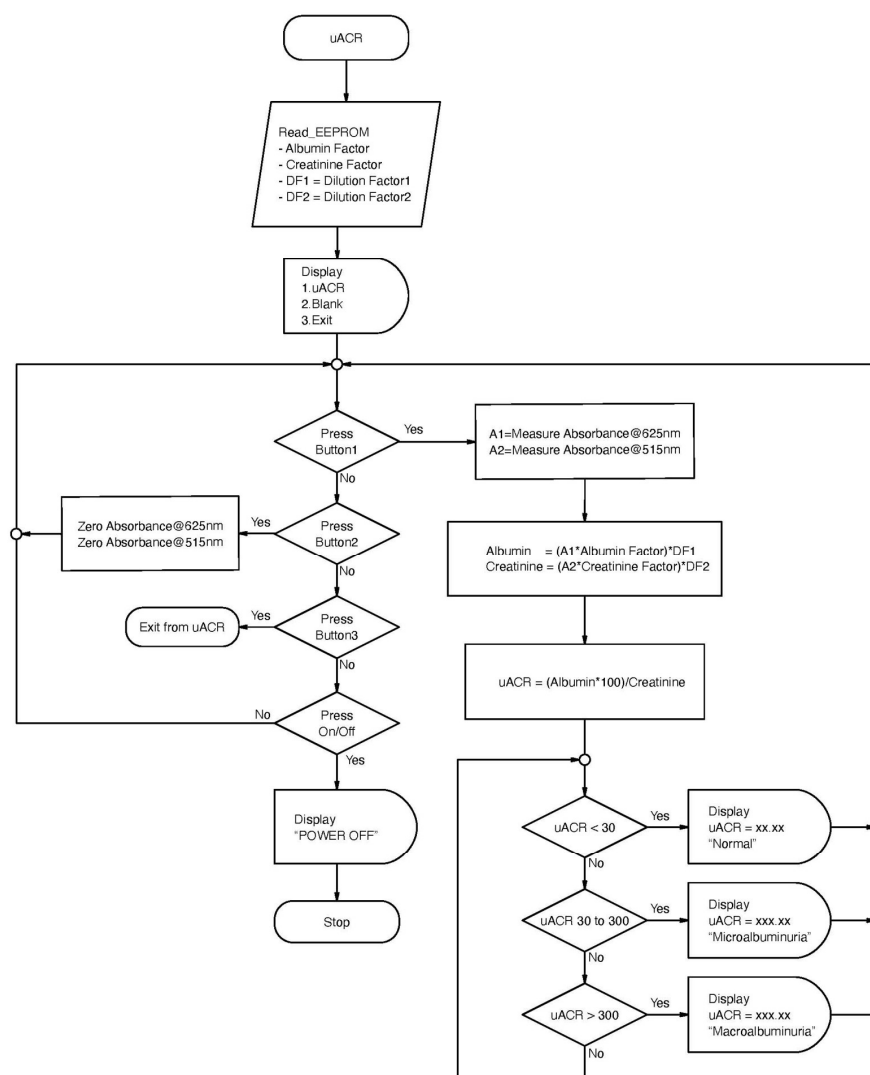 uACR
Read_EEPROM
- Albumin Factor
- Creatinine Factor
- DF1 = Dilution Factor1
- DF2 = Dilution Factor2
Display
1.uACR
2.Blank
3.Exit
Press
Button1
Yes
No
A1=Measure Absorbance@625nm
A2=Measure Absorbance@515nm
Press
Button2
Yes
No
Zero Absorbance@625nm
Zero Absorbance@515nm
Albumin = (A1*Albumin Factor)*DF1
Creatinine = (A2*Creatinine Factor)*DF2
Press
Button3
Yes
No
Exit from uACR
uACR = (Albumin*100)/Creatinine
Press
On/Off
No
Yes
Display
"POWER OFF"
Stop
uACR < 30
Yes
No
Display
uACR = xx.xx
"Normal"
uACR 30 to 300
Yes
No
Display
uACR = xxx.xx
"Microalbuminuria"
uACR > 300
Yes
No
Display
uACR = xxx.xx
"Macroalbuminuria"